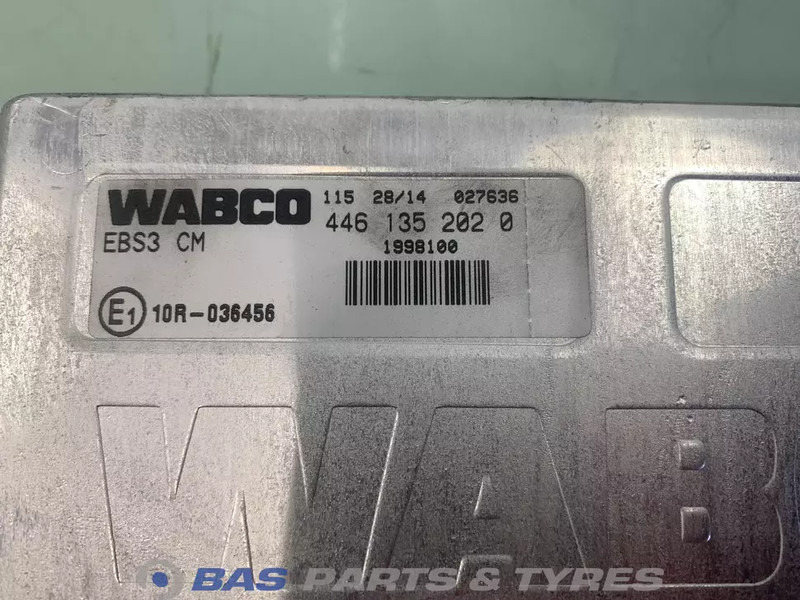 WABCO
115 28/14 027636
446 135 202 0
EBS3 CM
1998100
E1 10R-036456
WAB
BAS PARTS & TYRES